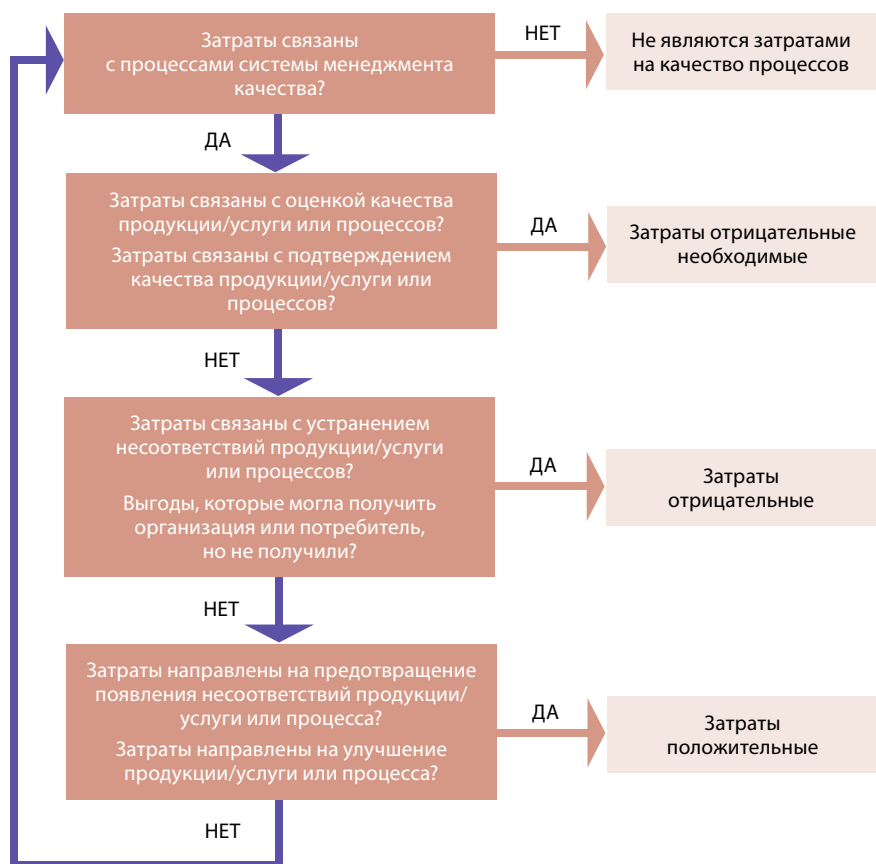 Затраты связаны
с процессами системы менеджмента
качества?
НЕТ
Не являются затратами
на качество процессов
ДА
Затраты связаны с оценкой качества
продукции/услуги или процессов?
Затраты связаны с подтверждением
качества продукции/услуги или
процессов?
ДА
Затраты отрицательные
необходимые
НЕТ
Затраты связаны с устранением
несоответствий продукции/услуги
или процессов?
Выгоды, которые могла получить
организация или потребитель,
но не получили?
ДА
Затраты
отрицательные
НЕТ
Затраты направлены на предотвращение
появления несоответствий продукции/
услуги или процесса?
Затраты направлены на улучшение
продукции/услуги или процесса?
ДА
Затраты
положительные
НЕТ